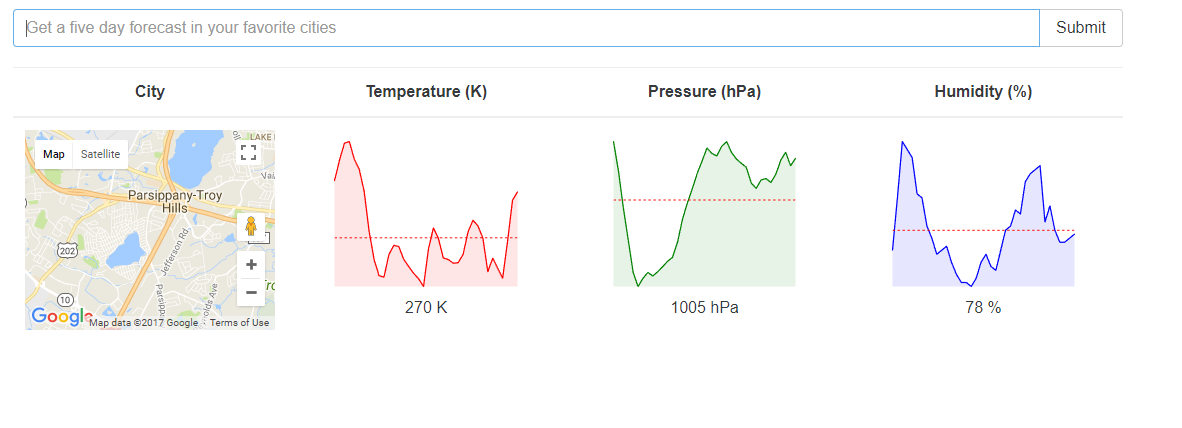 Get a five day forecast in your favorite cities
Submit
City
Temperature (K)
Pressure (hPa)
Humidity (%)
LAKE
Map
Satellite
Parsippany-Troy
Hills
202
Jefferson Rd.
10
Google
Map data ©2017 Google
Terms of Use
270 K
1005 hPa
78 %